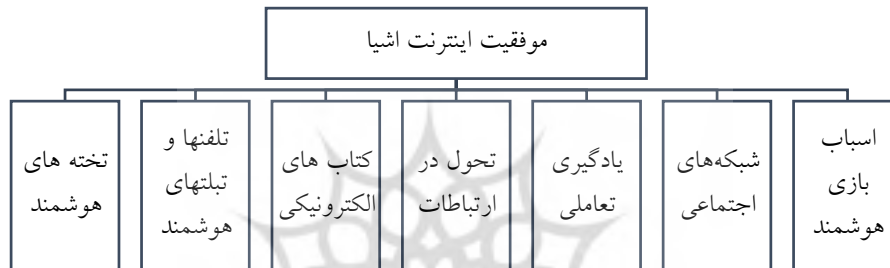 موفقیت اینترنت اشیا
اسباب
بازی
هوشمند
شبکه‌های
اجتماعی
یادگیری
تعاملی
تحول در
ارتباطات
کتاب های
الکترونیکی
تلفنها و
تبلتهای
هوشمند
تخته های
هوشمند